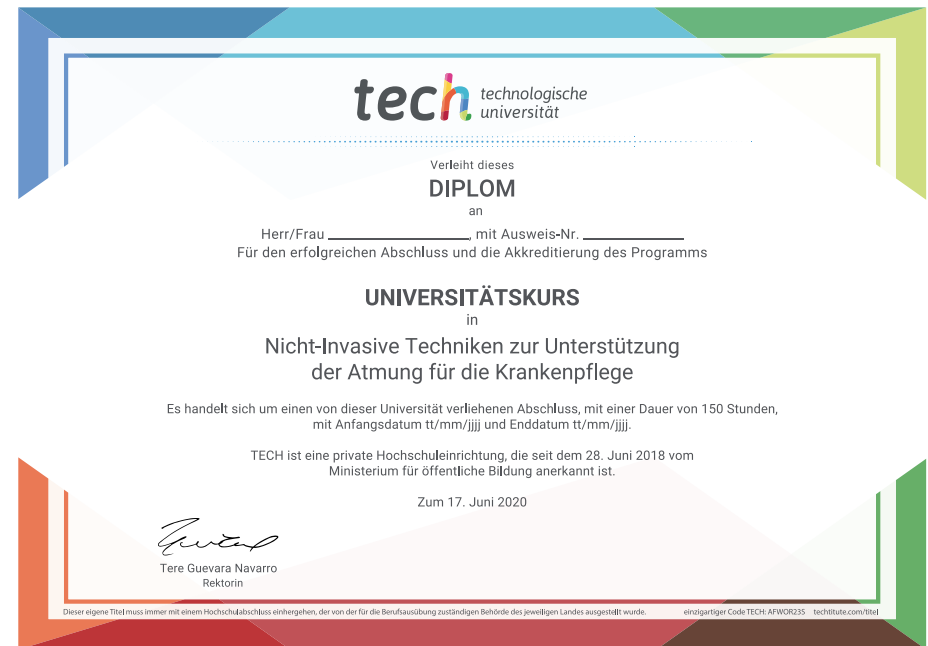 tech technologische
universität
Verleiht dieses
DIPLOM
an
Herr/Frau ____________, mit Ausweis-Nr. ____________
Für den erfolgreichen Abschluss und die Akkreditierung des Programms
UNIVERSITÄTSKURS
in
Nicht-Invasive Techniken zur Unterstützung
der Atmung für die Krankenpflege
Es handelt sich um einen von dieser Universität verliehenen Abschluss, mit einer Dauer von 150 Stunden,
mit Anfangsdatum tt/mm/jjjj und Enddatum tt/mm/jjjj.
TECH ist eine private Hochschuleinrichtung, die seit dem 28. Juni 2018 vom
Ministerium für öffentliche Bildung anerkannt ist.
Zum 17. Juni 2020
Tere Guevara Navarro
Rektorin
Dieser eigene Titel muss immer mit einem Hochschulabschluss einhergehen, der von der für die Berufsausübung zuständigen Behörde des jeweiligen Landes ausgestellt wurde. einzigartiger Code TECH: AFWOR235 techtitute.com/titel